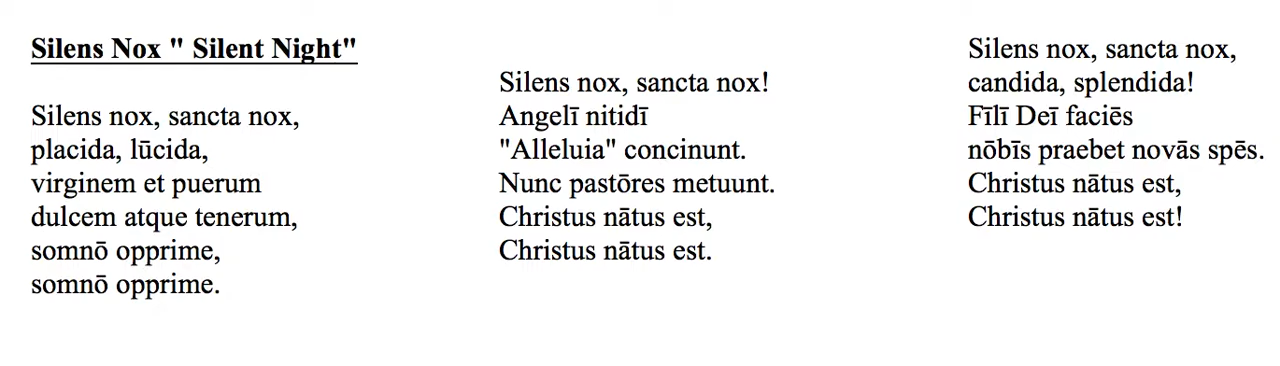 Silens Nox " Silent Night"
Silens nox, sancta nox,
placida, lūcida,
virginem et puerum
dulcem atque tenerum,
somnō opprime,
somnō opprime.
Silens nox, sancta nox!
Angelī nitidī
"Alleluia" concinunt.
Nunc pastōres metuunt.
Christus nātus est,
Christus nātus est.
Silens nox, sancta nox,
candida, splendida!
Fīlī Deī faciēs
nōbīs praebet novās spēs.
Christus nātus est,
Christus nātus est!